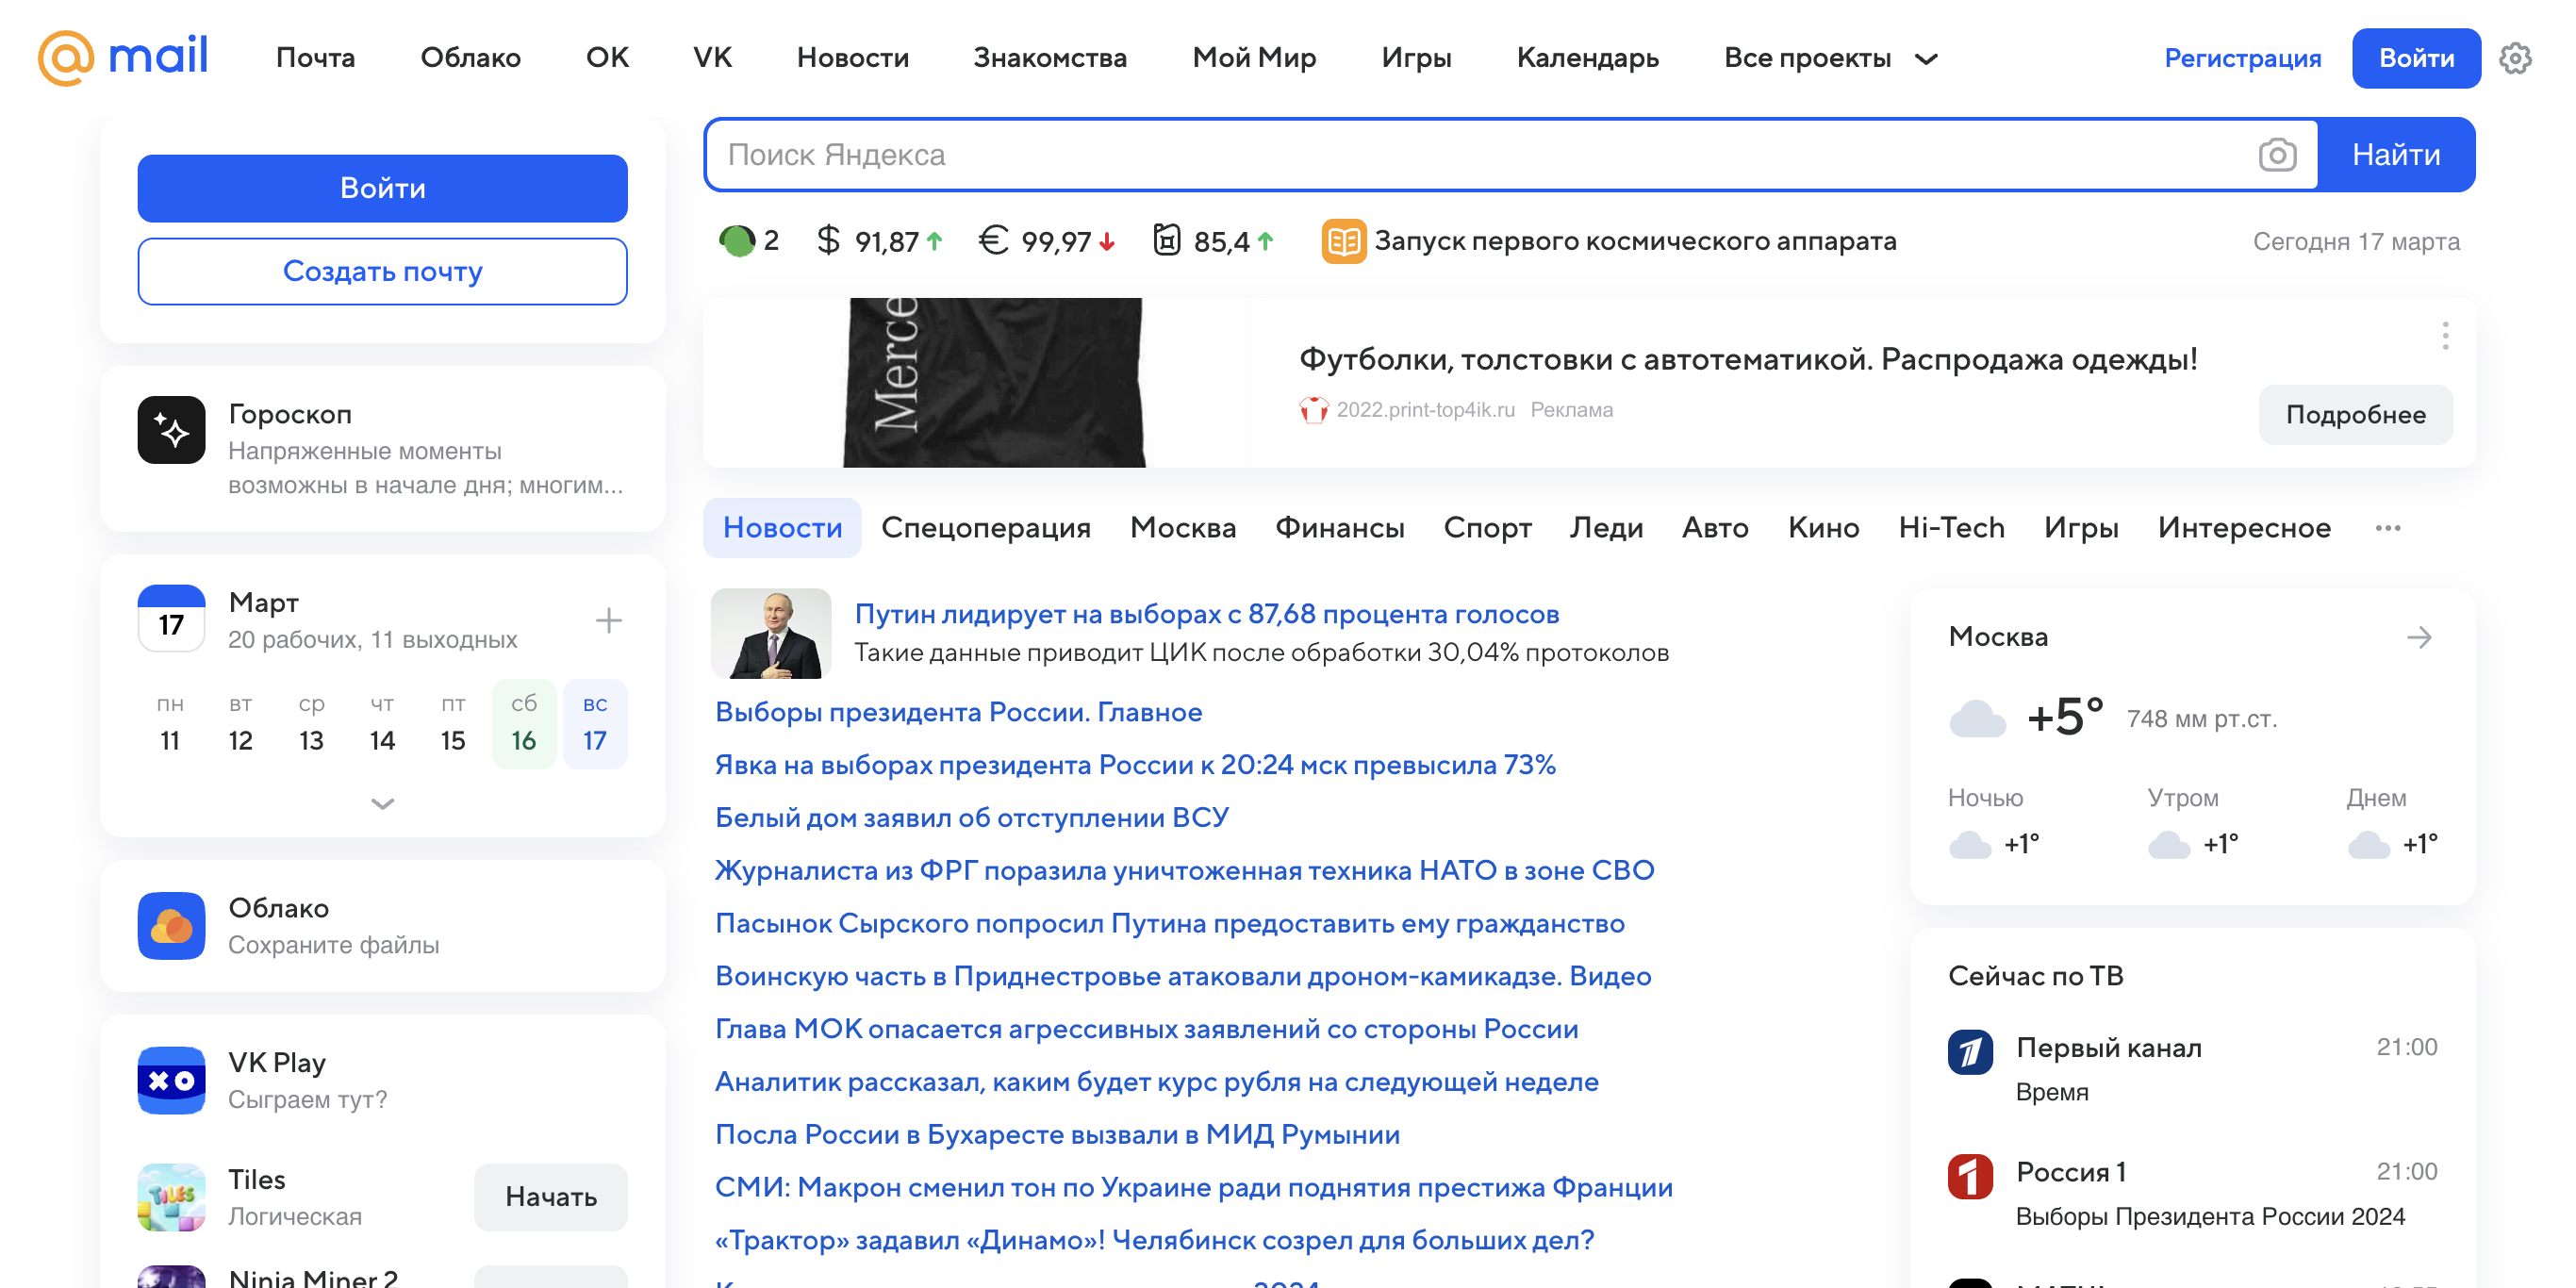 mail
Почта
Облако
ОК
VK
Новости
Знакомства
Мой Мир
Игры
Календарь
Все проекты
Регистрация
Войти
Войти
Создать почту
Гороскоп
Напряженные моменты
возможны в начале дня; многим...
17
Март
20 рабочих, 11 выходных
пн вт ср чт пт сб вс
11 12 13 14 15 16 17
Облако
Сохраните файлы
VK Play
Сыграем тут?
TILES
Tiles
Логическая
Начать
Ninja Miner 2
Поиск Яндекса
Найти
2
$ 91,87
€ 99,97
85,4
Запуск первого космического аппарата
Сегодня 17 марта
Merce
Футболки, толстовки с автотематикой. Распродажа одежды!
2022.print-top4ik.ru Реклама
Подробнее
Новости
Спецоперация
Москва
Финансы
Спорт
Леди
Авто
Кино
Hi-Tech
Игры
Интересное
Путин лидирует на выборах с 87,68 процента голосов
Такие данные приводит ЦИК после обработки 30,04% протоколов
Выборы президента России. Главное
Явка на выборах президента России к 20:24 мск превысила 73%
Белый дом заявил об отступлении ВСУ
Журналиста из ФРГ поразила уничтоженная техника НАТО в зоне СВО
Пасынок Сырского попросил Путина предоставить ему гражданство
Воинскую часть в Приднестровье атаковали дроном-камикадзе. Видео
Глава МОК опасается агрессивных заявлений со стороны России
Аналитик рассказал, каким будет курс рубля на следующей неделе
Посла России в Бухаресте вызвали в МИД Румынии
СМИ: Макрон сменил тон по Украине ради поднятия престижа Франции
«Трактор» задавил «Динамо»! Челябинск созрел для больших дел?
Москва
+5° 748 мм рт.ст.
Ночью Утром Днем
+1° +1° +1°
Сейчас по ТВ
Первый канал 21:00
Время
Россия 1 21:00
Выборы Президента России 2024